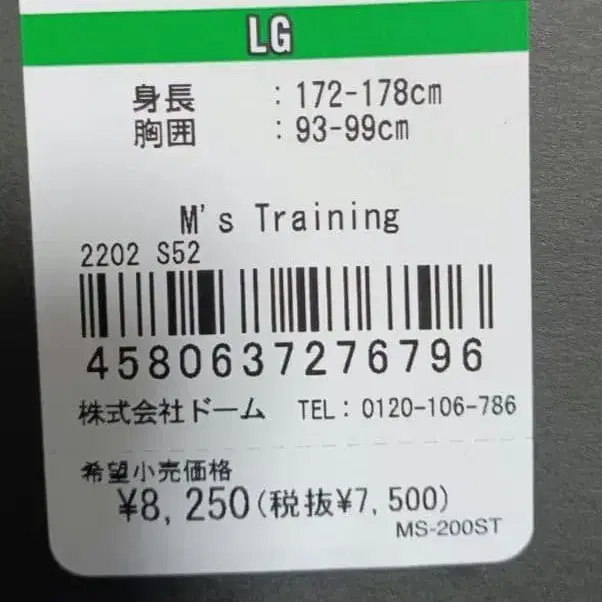 LG
身長 : 172-178cm
胸囲 : 93-99cm
M's Training
2202 S52
4580637276796
株式会社ドーム TEL: 0120-106-786
希望小売価格
¥8,250(税抜¥7,500)
MS-200ST